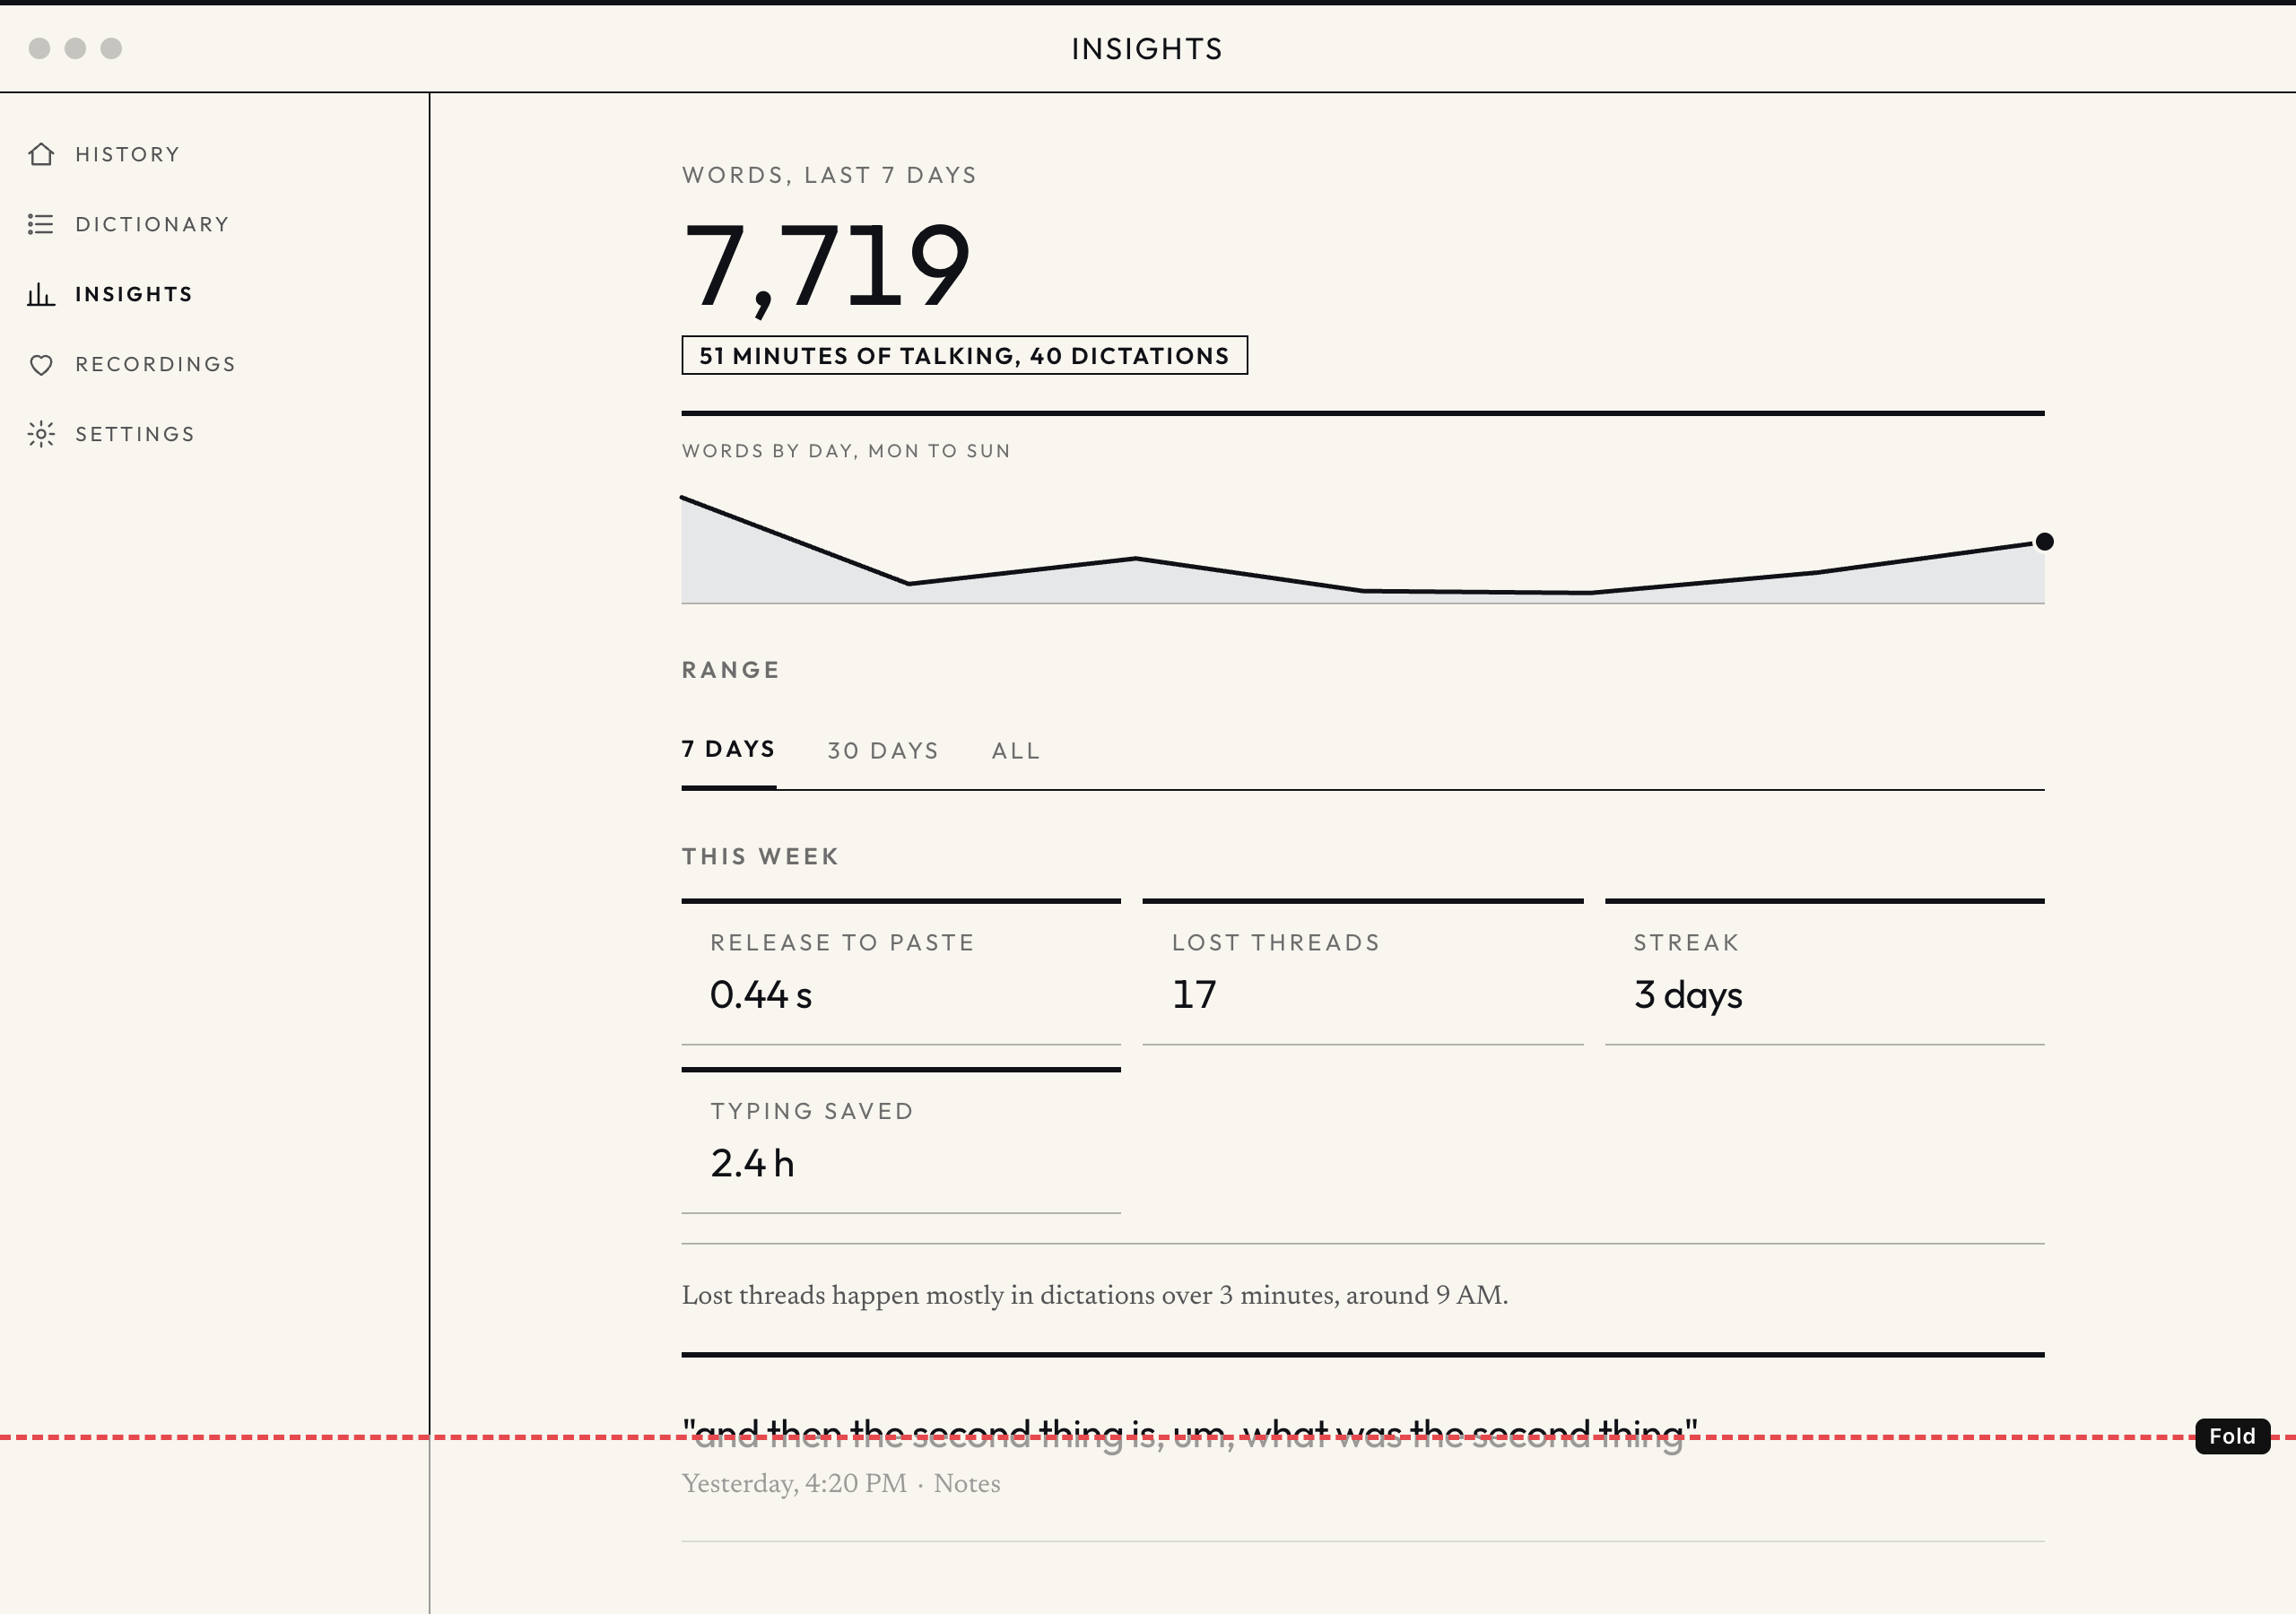 INSIGHTS
HISTORY
DICTIONARY
INSIGHTS
RECORDINGS
SETTINGS
WORDS, LAST 7 DAYS
7,719
51 MINUTES OF TALKING, 40 DICTATIONS
WORDS BY DAY, MON TO SUN
RANGE
7 DAYS 30 DAYS ALL
THIS WEEK
RELEASE TO PASTE
0.44 s
LOST THREADS
17
STREAK
3 days
TYPING SAVED
2.4 h
Lost threads happen mostly in dictations over 3 minutes, around 9 AM.
"and then the second thing is, um, what was the second thing"
Fold
Yesterday, 4:20 PM · Notes